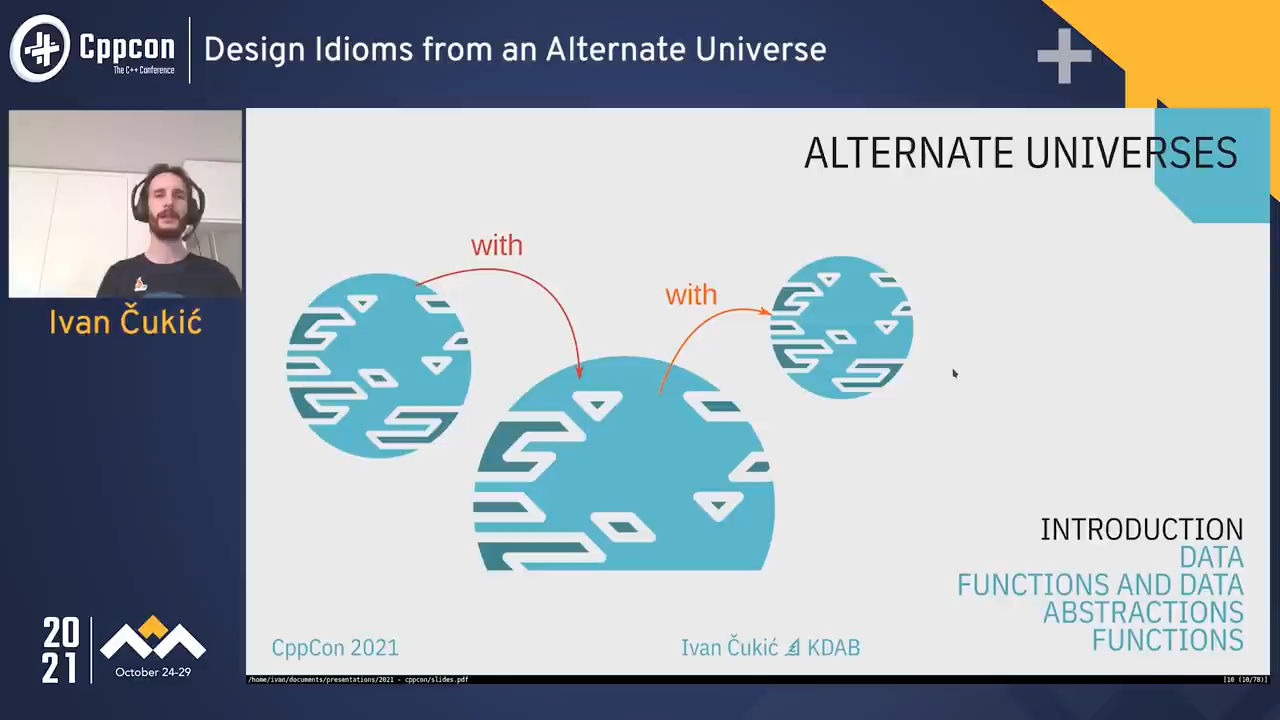 Cppcon
The C++ Conference
Design Idioms from an Alternate Universe
Ivan Čukić
20
21
October 24-29
ALTERNATE UNIVERSES
with
with
INTRODUCTION
DATA
FUNCTIONS AND DATA
ABSTRACTIONS
FUNCTIONS
CppCon 2021
Ivan Čukić KDAB
/home/ivan/documents/presentations/2021 - cppcon/slides.pdf
[10 (10/78)]